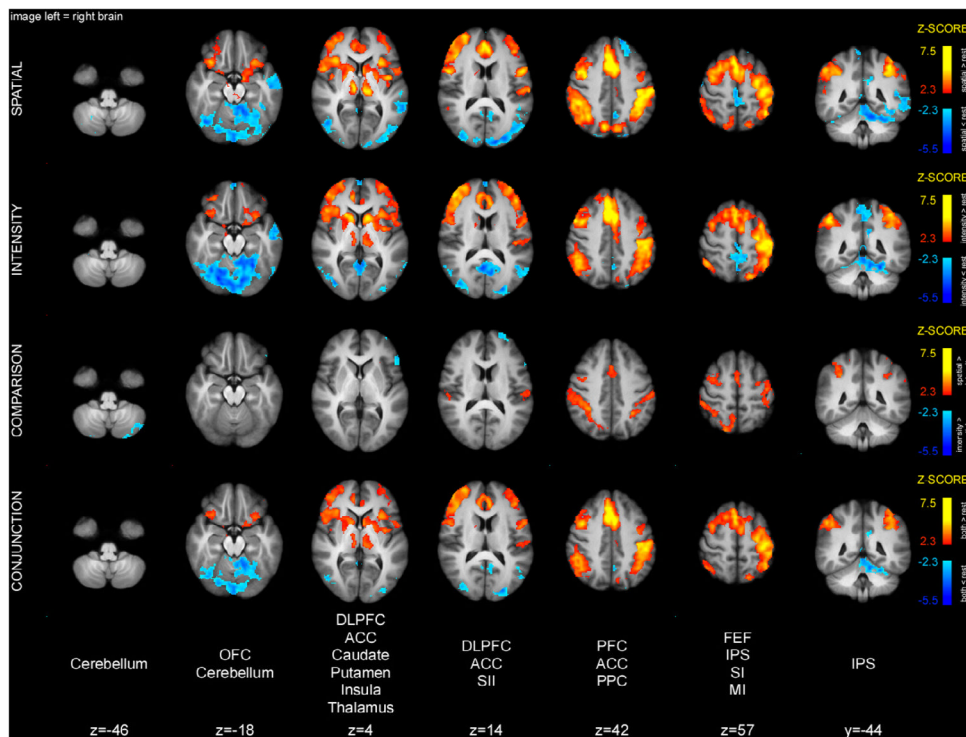 image left = right brain
SPATIAL
Z-SCORE
7.5
2.3
-2.3
-5.5
spatial > rest
spatial < rest
INTENSITY
Z-SCORE
7.5
2.3
-2.3
-5.5
intensity > rest
intensity < rest
COMPARISON
Z-SCORE
7.5
2.3
-2.3
-5.5
spatial >
intensity >
CONJUNCTION
Z-SCORE
7.5
2.3
-2.3
-5.5
both > rest
both < rest
Cerebellum
z=-46
OFC
Cerebellum
z=-18
DLPFC
ACC
Caudate
Putamen
Insula
Thalamus
z=4
DLPFC
ACC
SII
z=14
PFC
ACC
PPC
z=42
FEF
IPS
SI
MI
z=57
IPS
y=-44